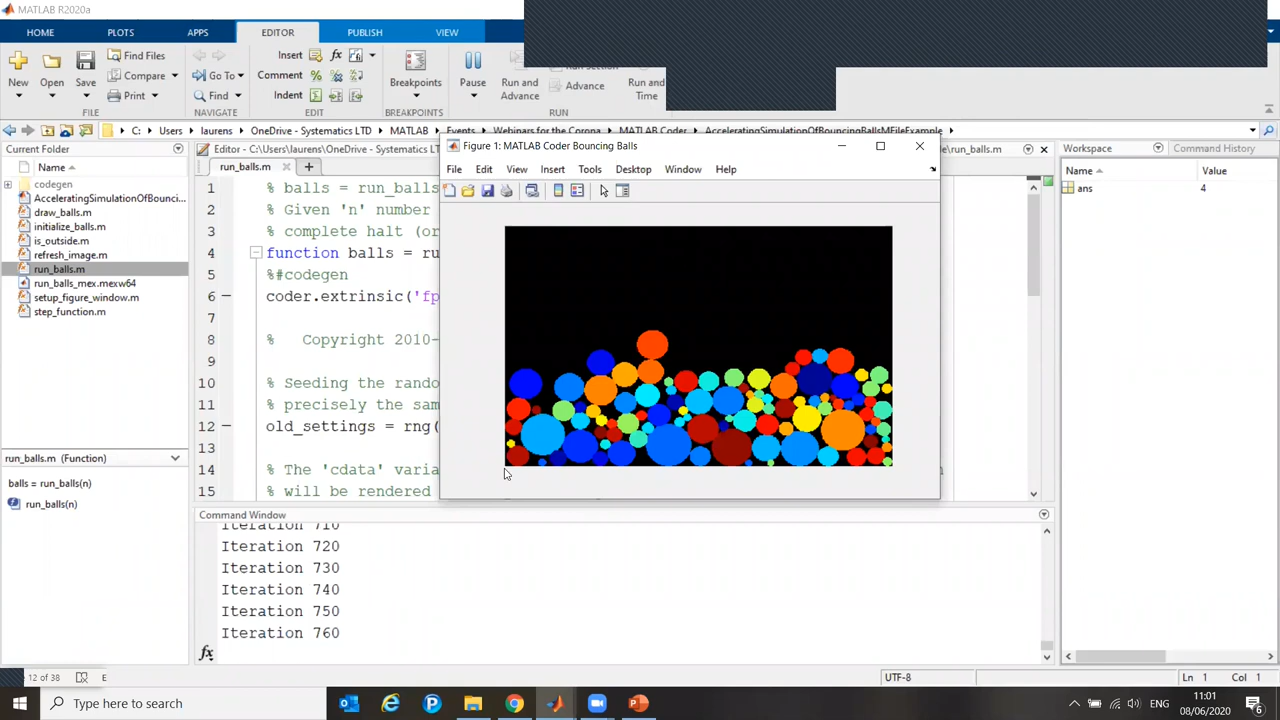 MATLAB R2020a
HOME PLOTS APPS EDITOR PUBLISH VIEW
New Open Save Find Files Compare Print
Go To Find
Insert fx
Comment
Indent
Breakpoints Pause Run and Advance Advance Run and Time
FILE NAVIGATE EDIT BREAKPOINTS RUN
C: Users laurens OneDrive - Systematics LTD MATLAB Events Webinars for the Corona MATLAB Coder AcceleratingSimulationOfBouncingBallsMFileExample
Current Folder
Name
codegen
AcceleratingSimulationOfBounci...
draw_balls.m
initialize_balls.m
is_outside.m
refresh_image.m
run_balls.m
run_balls_mex.mexw64
setup_figure_window.m
step_function.m
run_balls.m (Function)
balls = run_balls(n)
run_balls(n)
Editor - C:\Users\laurens\OneDrive - Systematics L
le\run_balls.m
run_balls.m
1 % balls = run_balls
2 % Given 'n' number
3 % complete halt (or
4 function balls = ru
5 %#codegen
6 coder.extrinsic('fp
7
8 % Copyright 2010-
9
10 % Seeding the rando
11 % precisely the sam
12 old_settings = rng(
13
14 % The 'cdata' varia
15 % will be rendered
Figure 1: MATLAB Coder Bouncing Balls
File Edit View Insert Tools Desktop Window Help
Command Window
Iteration 710
Iteration 720
Iteration 730
Iteration 740
Iteration 750
Iteration 760
fx
Workspace Command History
Name Value
ans 4
12 of 38
UTF-8 Ln 1 Col 1
Type here to search
ENG
11:01
08/06/2020
6